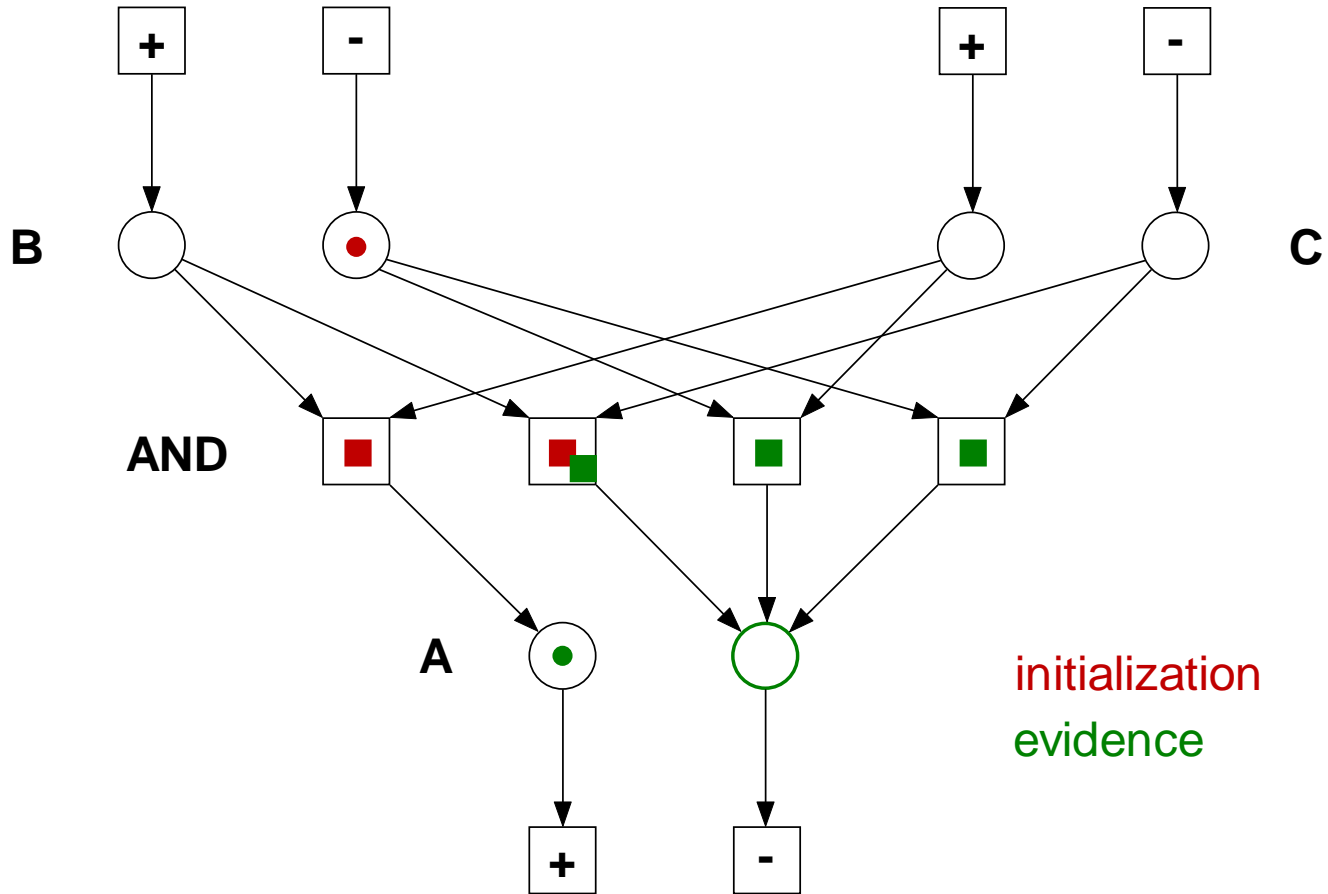 + - + -
B C
AND
A
initialization
evidence
+ -